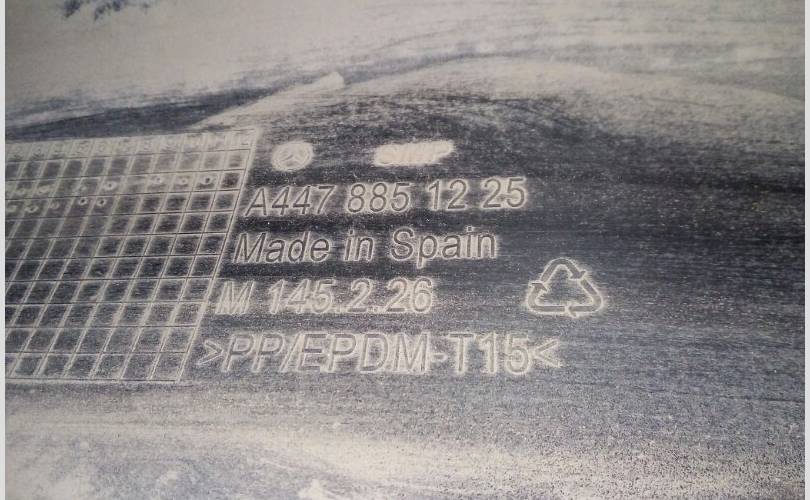 A447 885 12 25
Made in Spain
M 145.2.26
>PP/EPDM-T15<